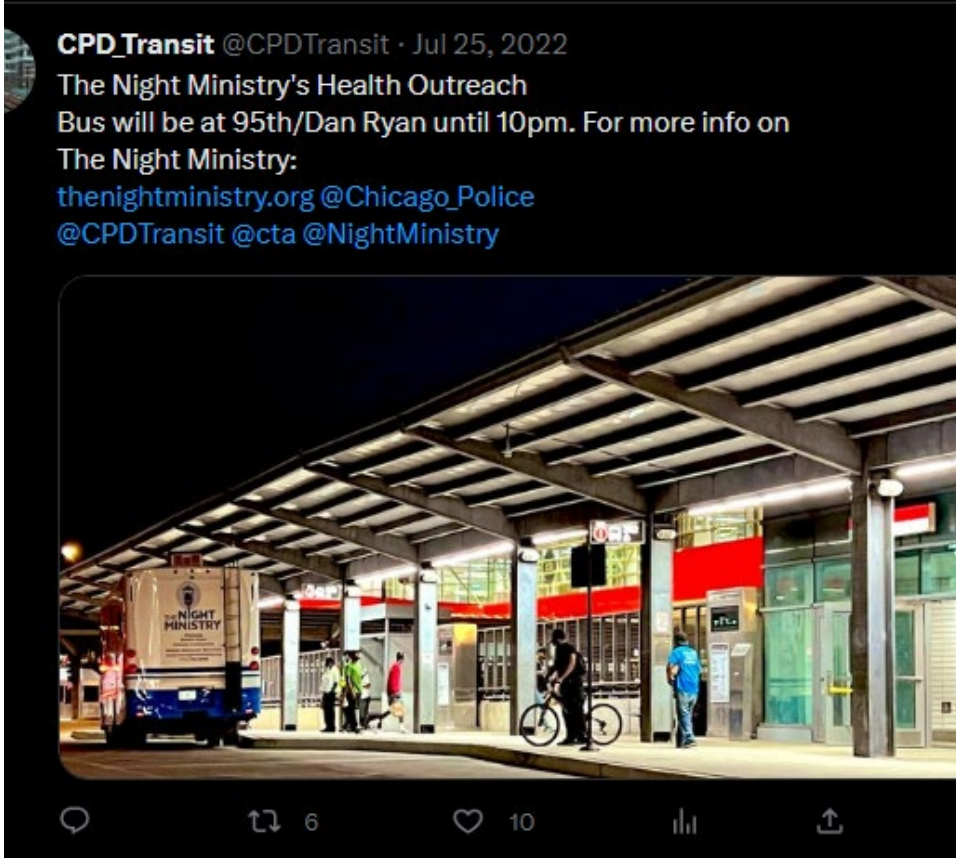 CPD_Transit @CPDTransit · Jul 25, 2022
The Night Ministry's Health Outreach
Bus will be at 95th/Dan Ryan until 10pm. For more info on
The Night Ministry:
thenightministry.org @Chicago_Police
@CPDTransit @cta @NightMinistry
THE NIGHT
MINISTRY
6 10